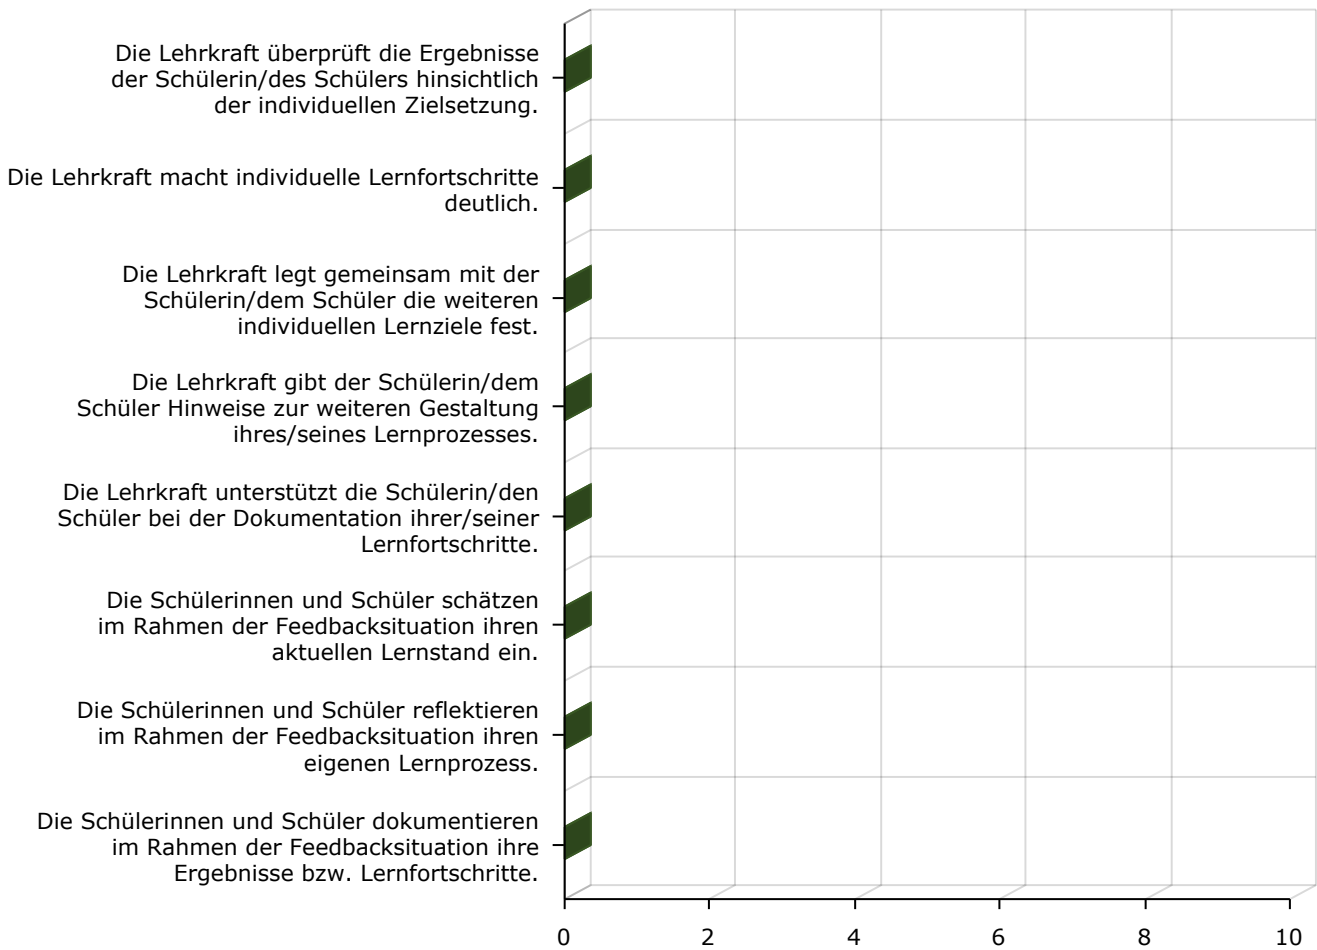 Die Lehrkraft überprüft die Ergebnisse
der Schülerin/des Schülers hinsichtlich
der individuellen Zielsetzung.
Die Lehrkraft macht individuelle Lernfortschritte
deutlich.
Die Lehrkraft legt gemeinsam mit der
Schülerin/dem Schüler die weiteren
individuellen Lernziele fest.
Die Lehrkraft gibt der Schülerin/dem
Schüler Hinweise zur weiteren Gestaltung
ihres/seines Lernprozesses.
Die Lehrkraft unterstützt die Schülerin/den
Schüler bei der Dokumentation ihrer/seiner
Lernfortschritte.
Die Schülerinnen und Schüler schätzen
im Rahmen der Feedbacksituation ihren
aktuellen Lernstand ein.
Die Schülerinnen und Schüler reflektieren
im Rahmen der Feedbacksituation ihren
eigenen Lernprozess.
Die Schülerinnen und Schüler dokumentieren
im Rahmen der Feedbacksituation ihre
Ergebnisse bzw. Lernfortschritte.
0 2 4 6 8 10